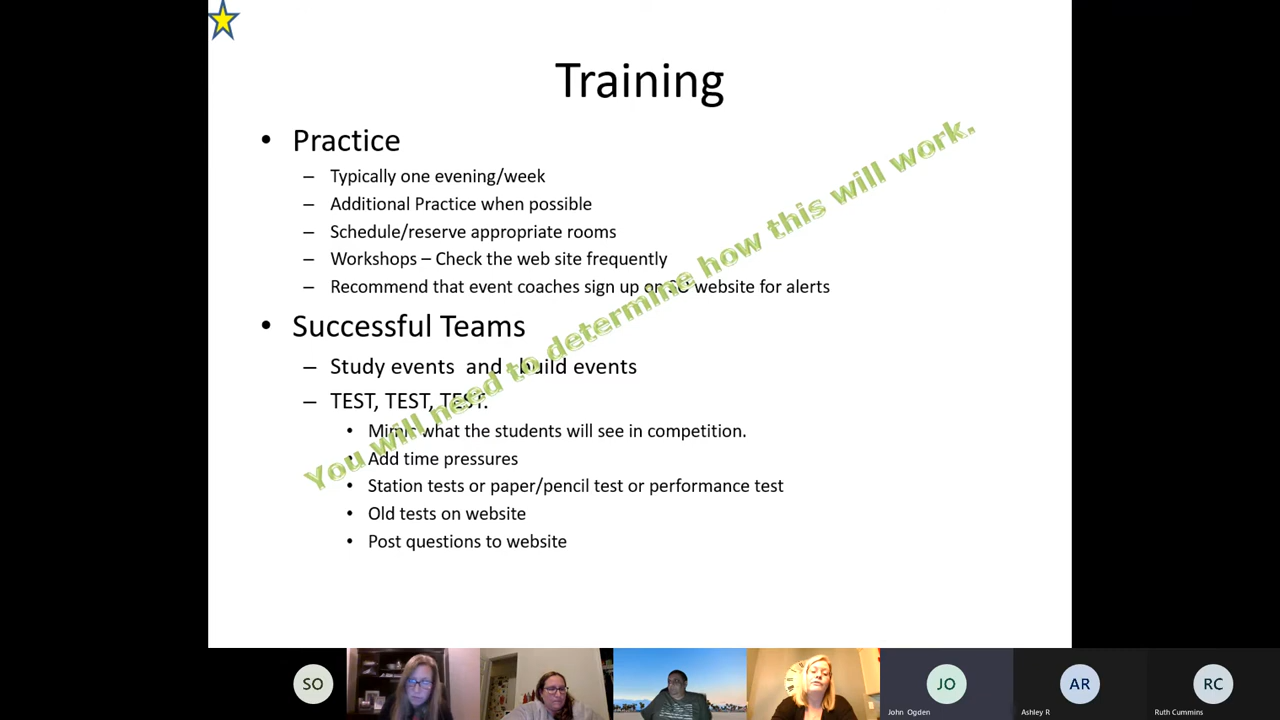 Training
• Practice
– Typically one evening/week
– Additional Practice when possible
– Schedule/reserve appropriate rooms
– Workshops – Check the web site frequently
– Recommend that event coaches sign up on SO website for alerts
• Successful Teams
– Study events and build events
– TEST, TEST, TEST.
• Mimic what the students will see in competition.
• Add time pressures
• Station tests or paper/pencil test or performance test
• Old tests on website
• Post questions to website
You will need to determine how this will work.
SO
JO
AR
RC
John Ogden
Ashley R
Ruth Cummins